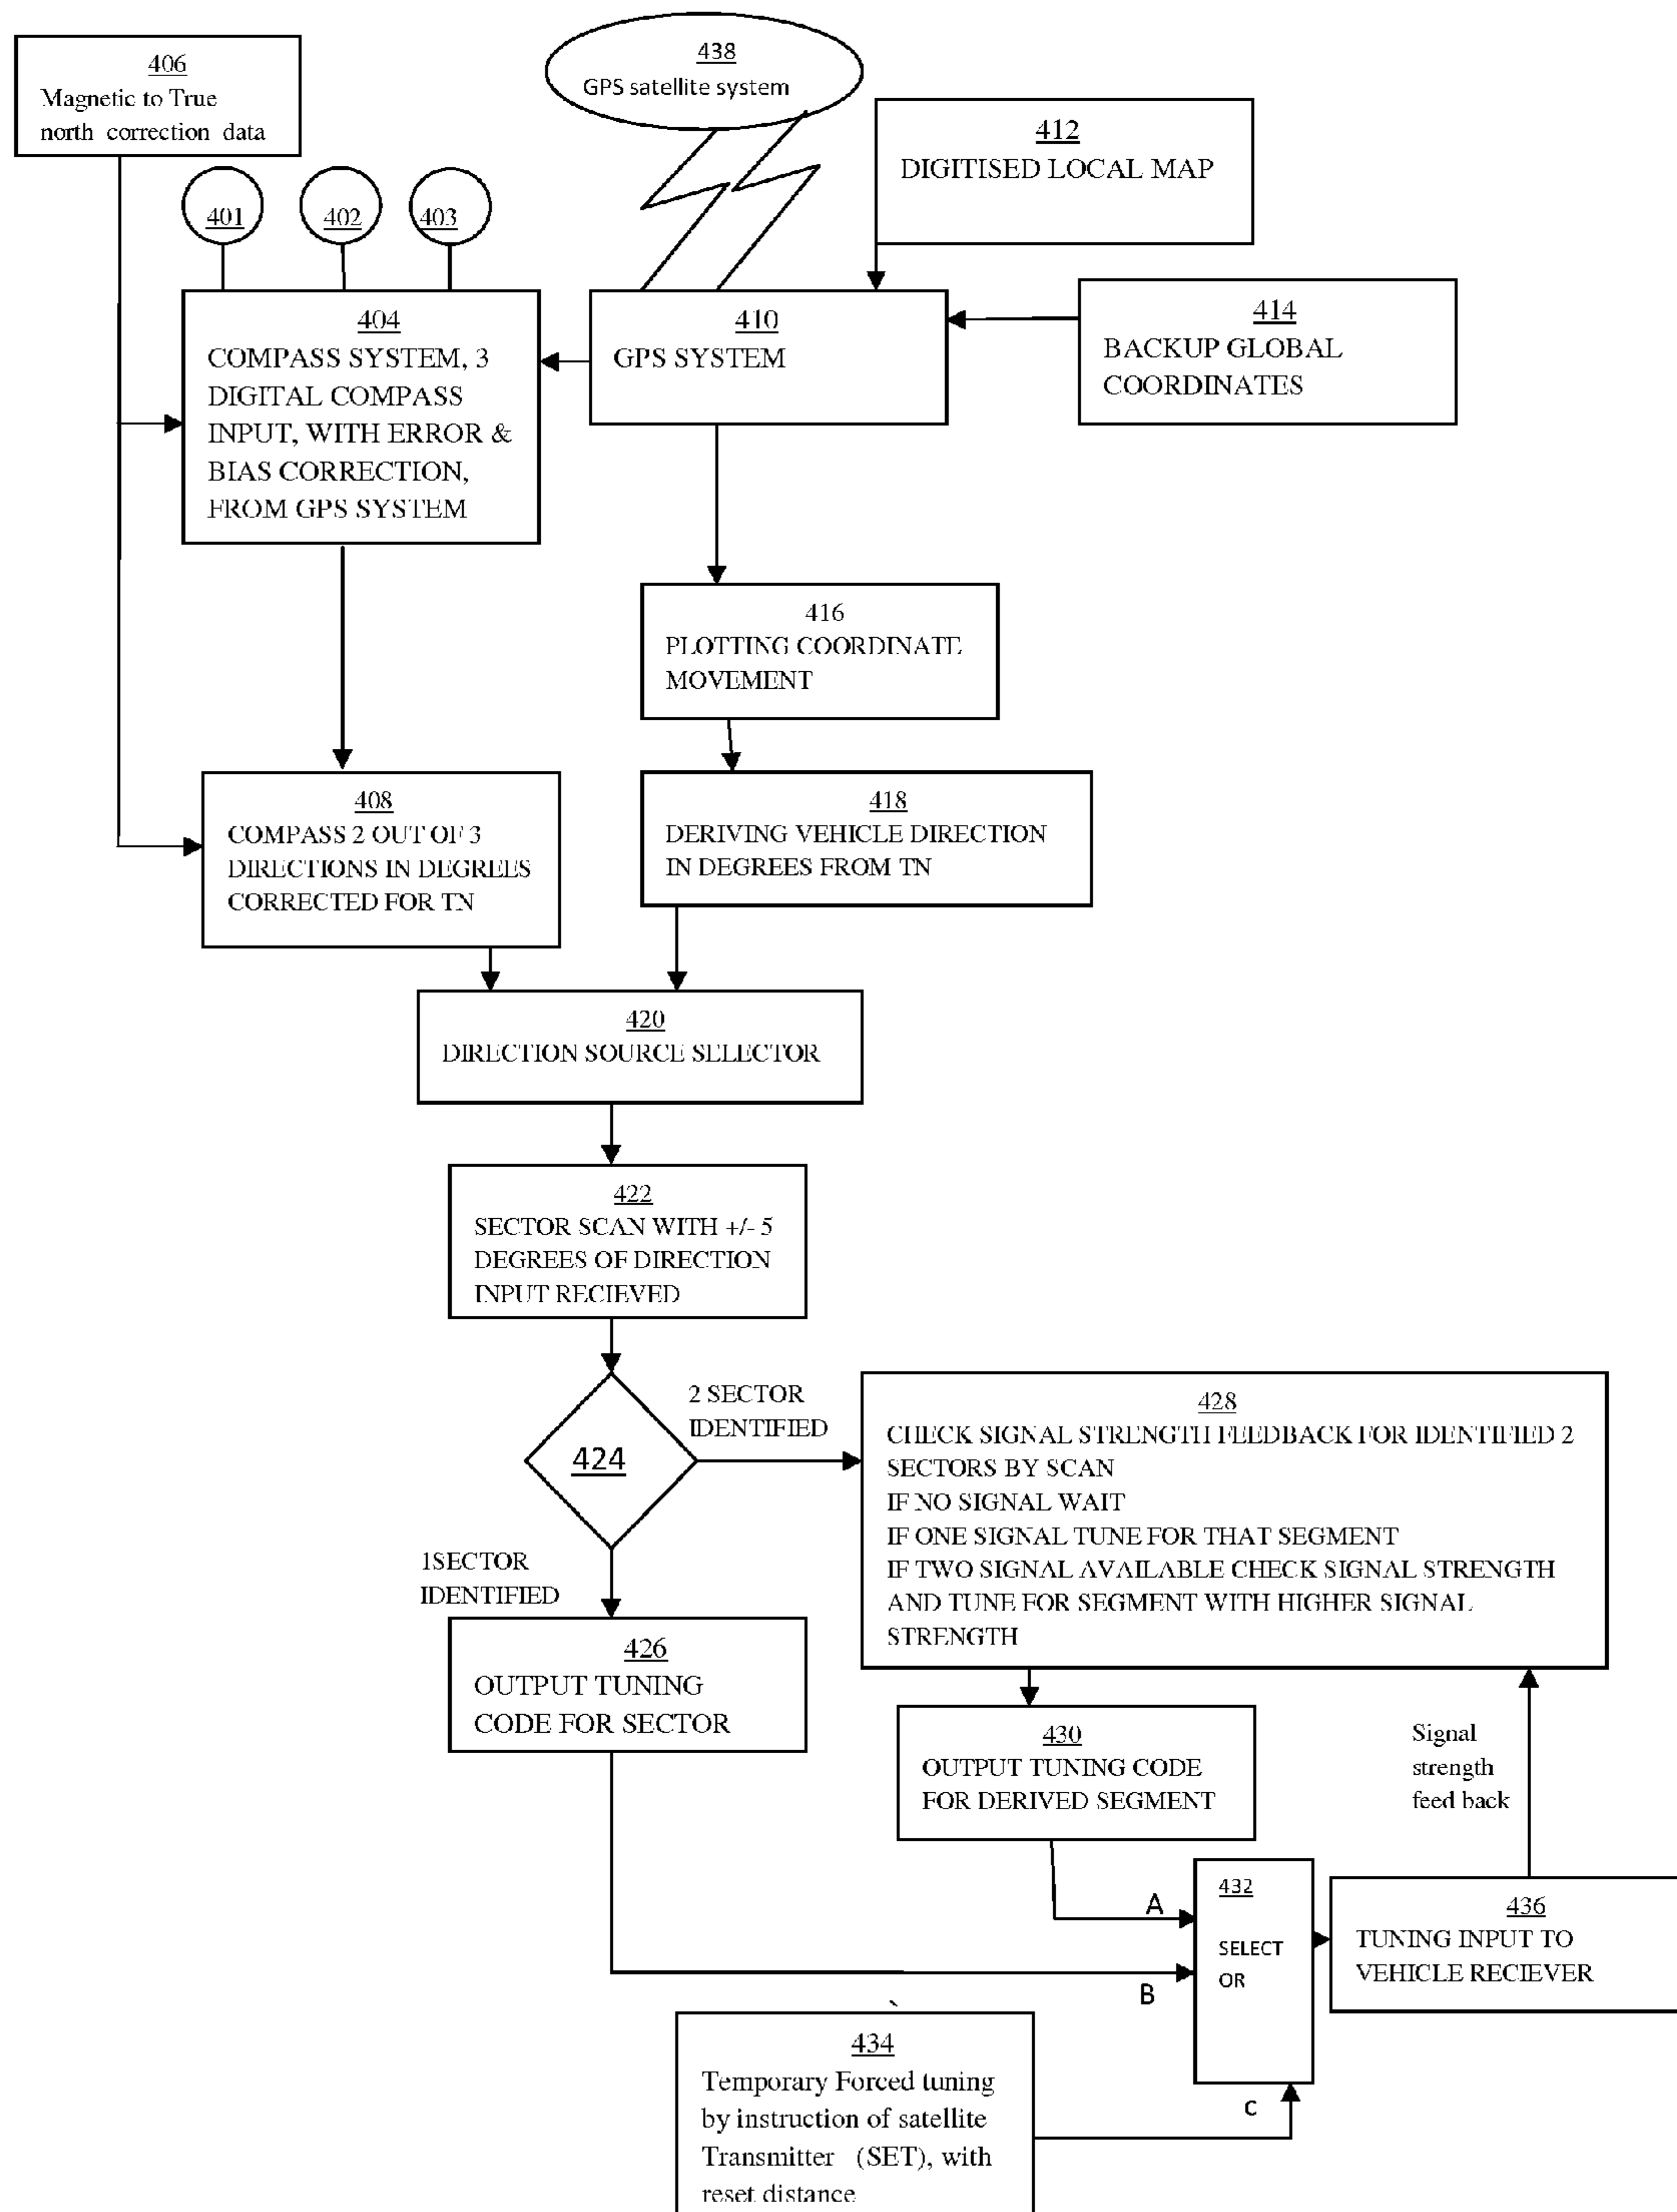 406
Magnetic to True
north correction data
438
GPS satellite system
412
DIGITISED LOCAL MAP
401
402
403
404
COMPASS SYSTEM, 3
DIGITAL COMPASS
INPUT, WITH ERROR &
BIAS CORRECTION,
FROM GPS SYSTEM
410
GPS SYSTEM
414
BACKUP GLOBAL
COORDINATES
416
PLOTTING COORDINATE
MOVEMENT
408
COMPASS 2 OUT OF 3
DIRECTIONS IN DEGREES
CORRECTED FOR TN
418
DERIVING VEHICLE DIRECTION
IN DEGREES FROM TN
420
DIRECTION SOURCE SELECTOR
422
SECTOR SCAN WITH +/- 5
DEGREES OF DIRECTION
INPUT RECIEVED
424
2 SECTOR
IDENTIFIED
1SECTOR
IDENTIFIED
428
CHECK SIGNAL STRENGTH FEEDBACK FOR IDENTIFIED 2
SECTORS BY SCAN
IF NO SIGNAL WAIT
IF ONE SIGNAL TUNE FOR THAT SEGMENT
IF TWO SIGNAL AVAILABLE CHECK SIGNAL STRENGTH
AND TUNE FOR SEGMENT WITH HIGHER SIGNAL
STRENGTH
426
OUTPUT TUNING
CODE FOR SECTOR
430
OUTPUT TUNING CODE
FOR DERIVED SEGMENT
Signal
strength
feed back
A
B
C
432
SELECT
OR
436
TUNING INPUT TO
VEHICLE RECIEVER
434
Temporary Forced tuning
by instruction of satellite
Transmitter (SET), with
reset distance